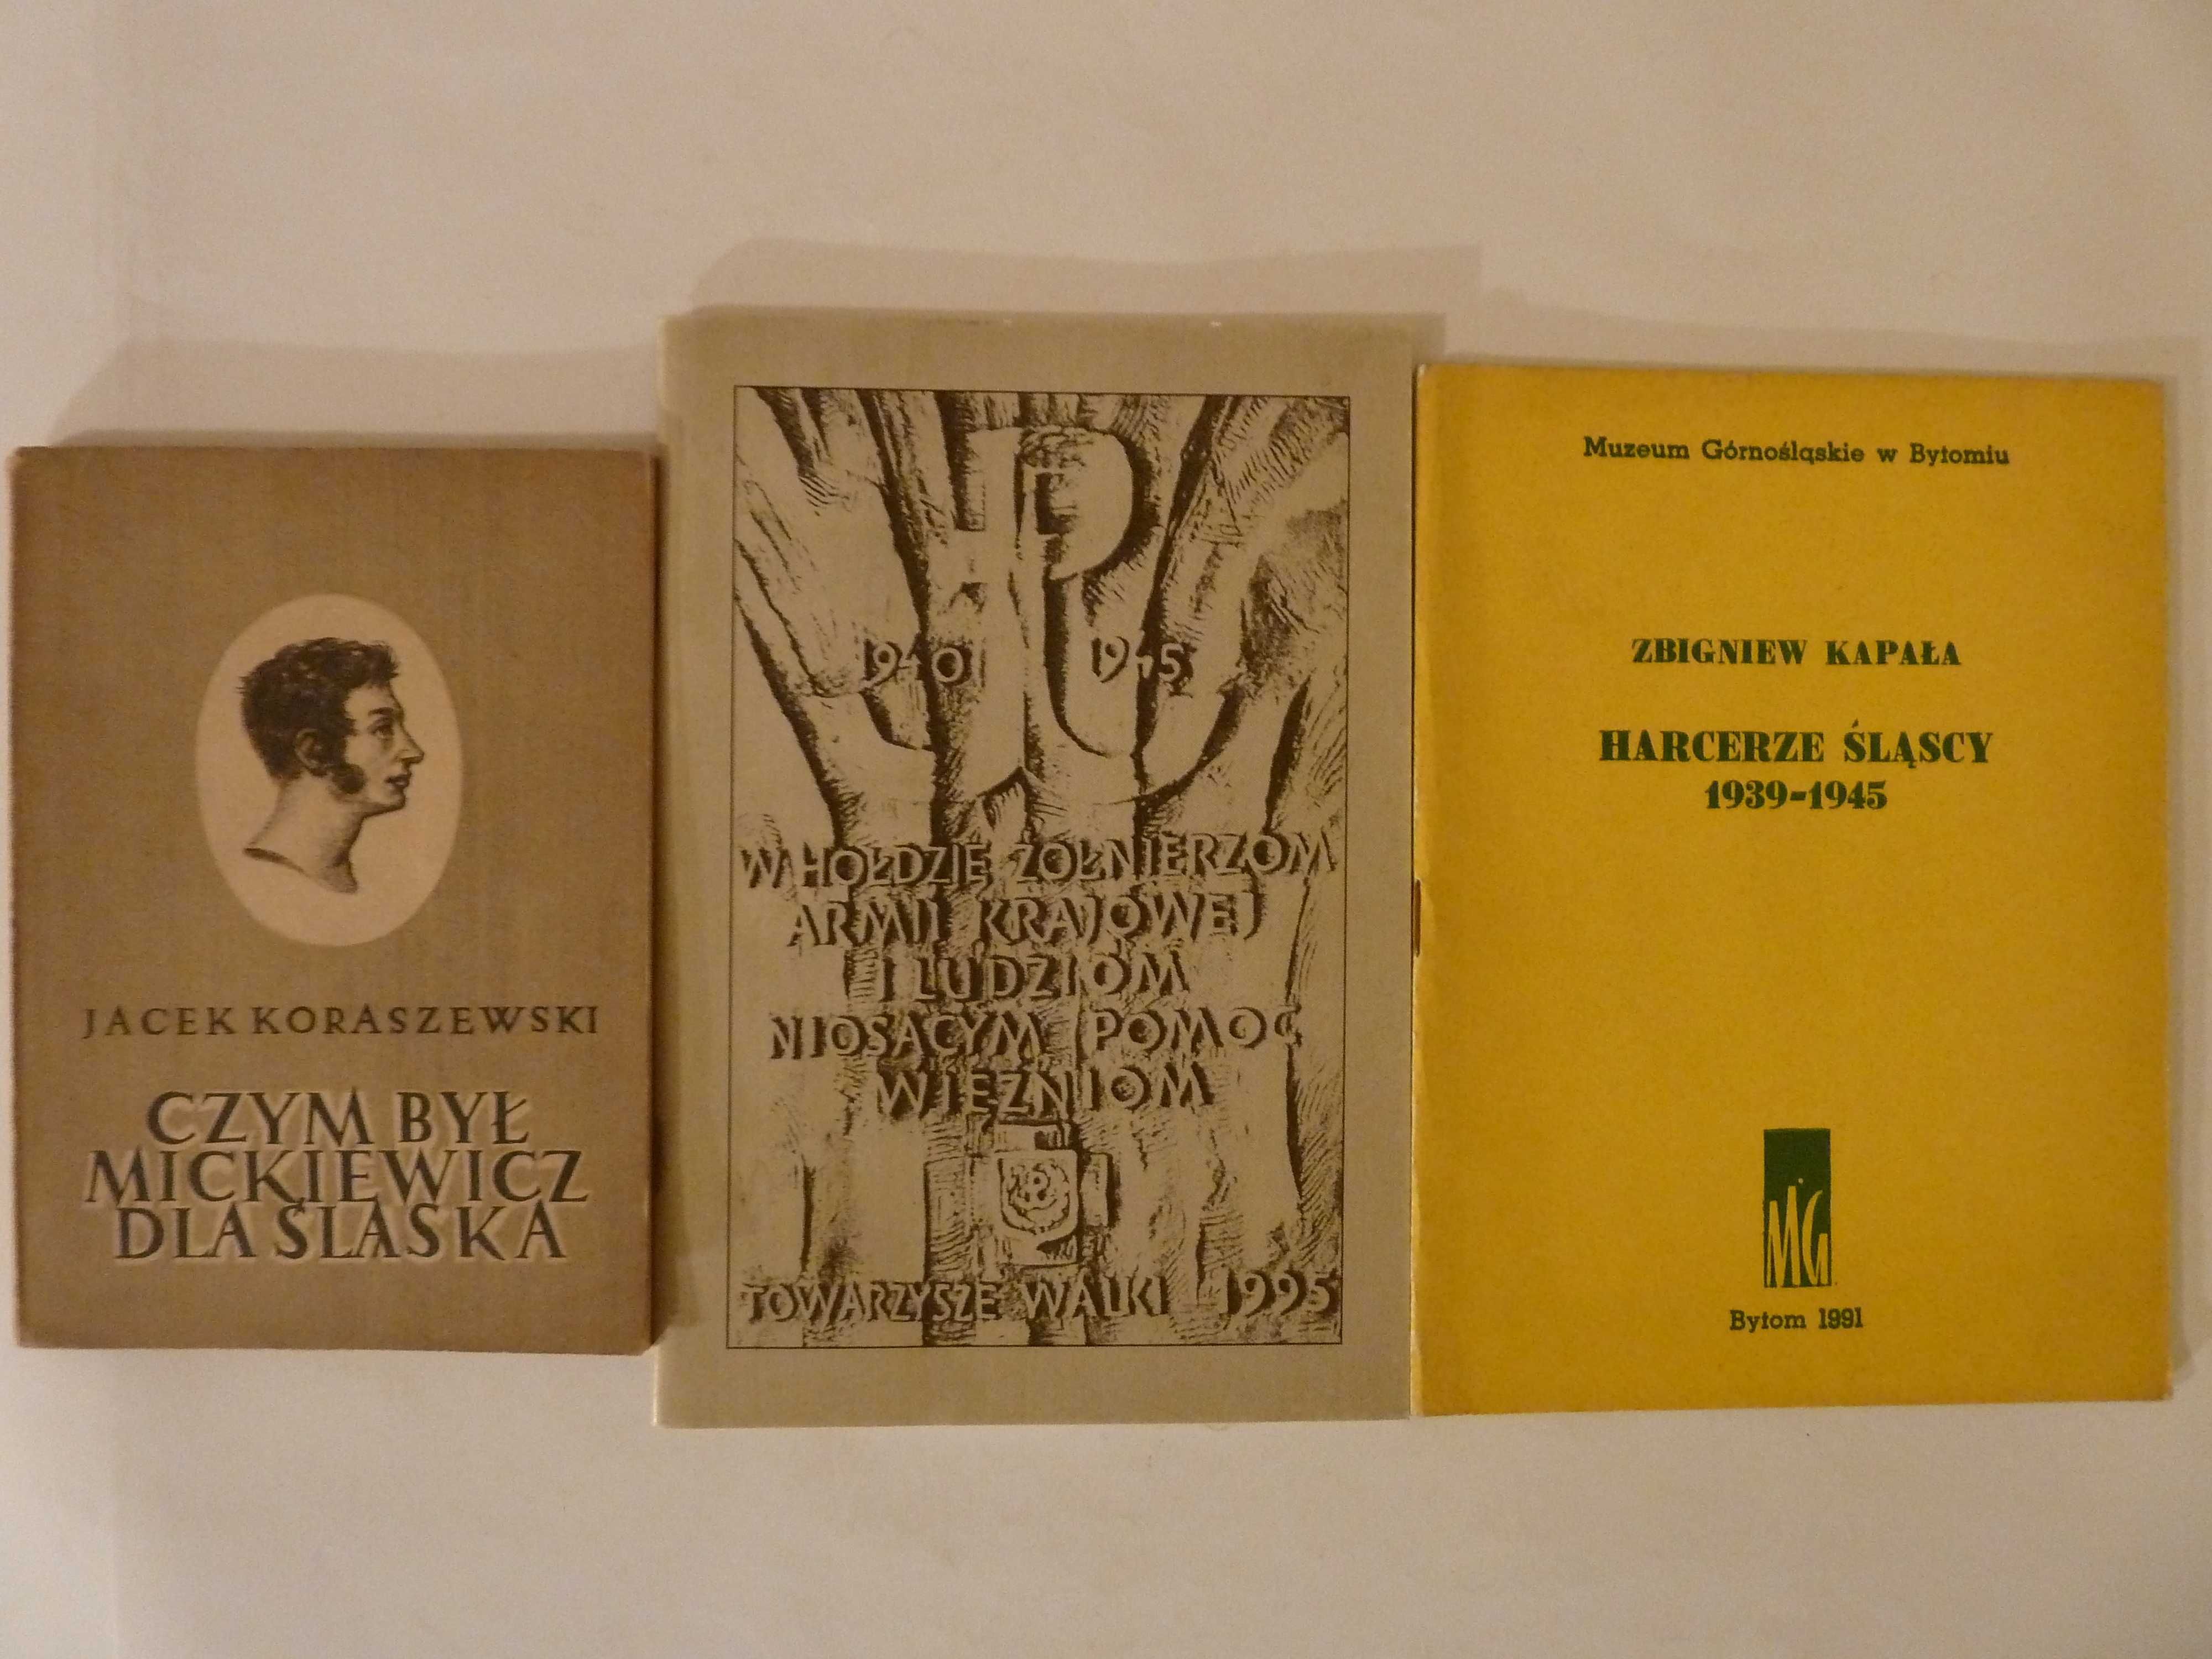 JACEK KORASZEWSKI
CZYM BYŁ
MICKIEWICZ
DLA ŚLĄSKA
1940 1945
W HOŁDZIE ŻOŁNIERZOM
ARMII KRAJOWEJ
I LUDZIOM
NIOSĄCYM POMOC
WIĘŹNIOM
TOWARZYSZE WALKI 1995
Muzeum Górnośląskie w Bytomiu
ZBIGNIEW KAPAŁA
HARCERZE ŚLĄSCY
1939-1945
MG
Bytom 1991